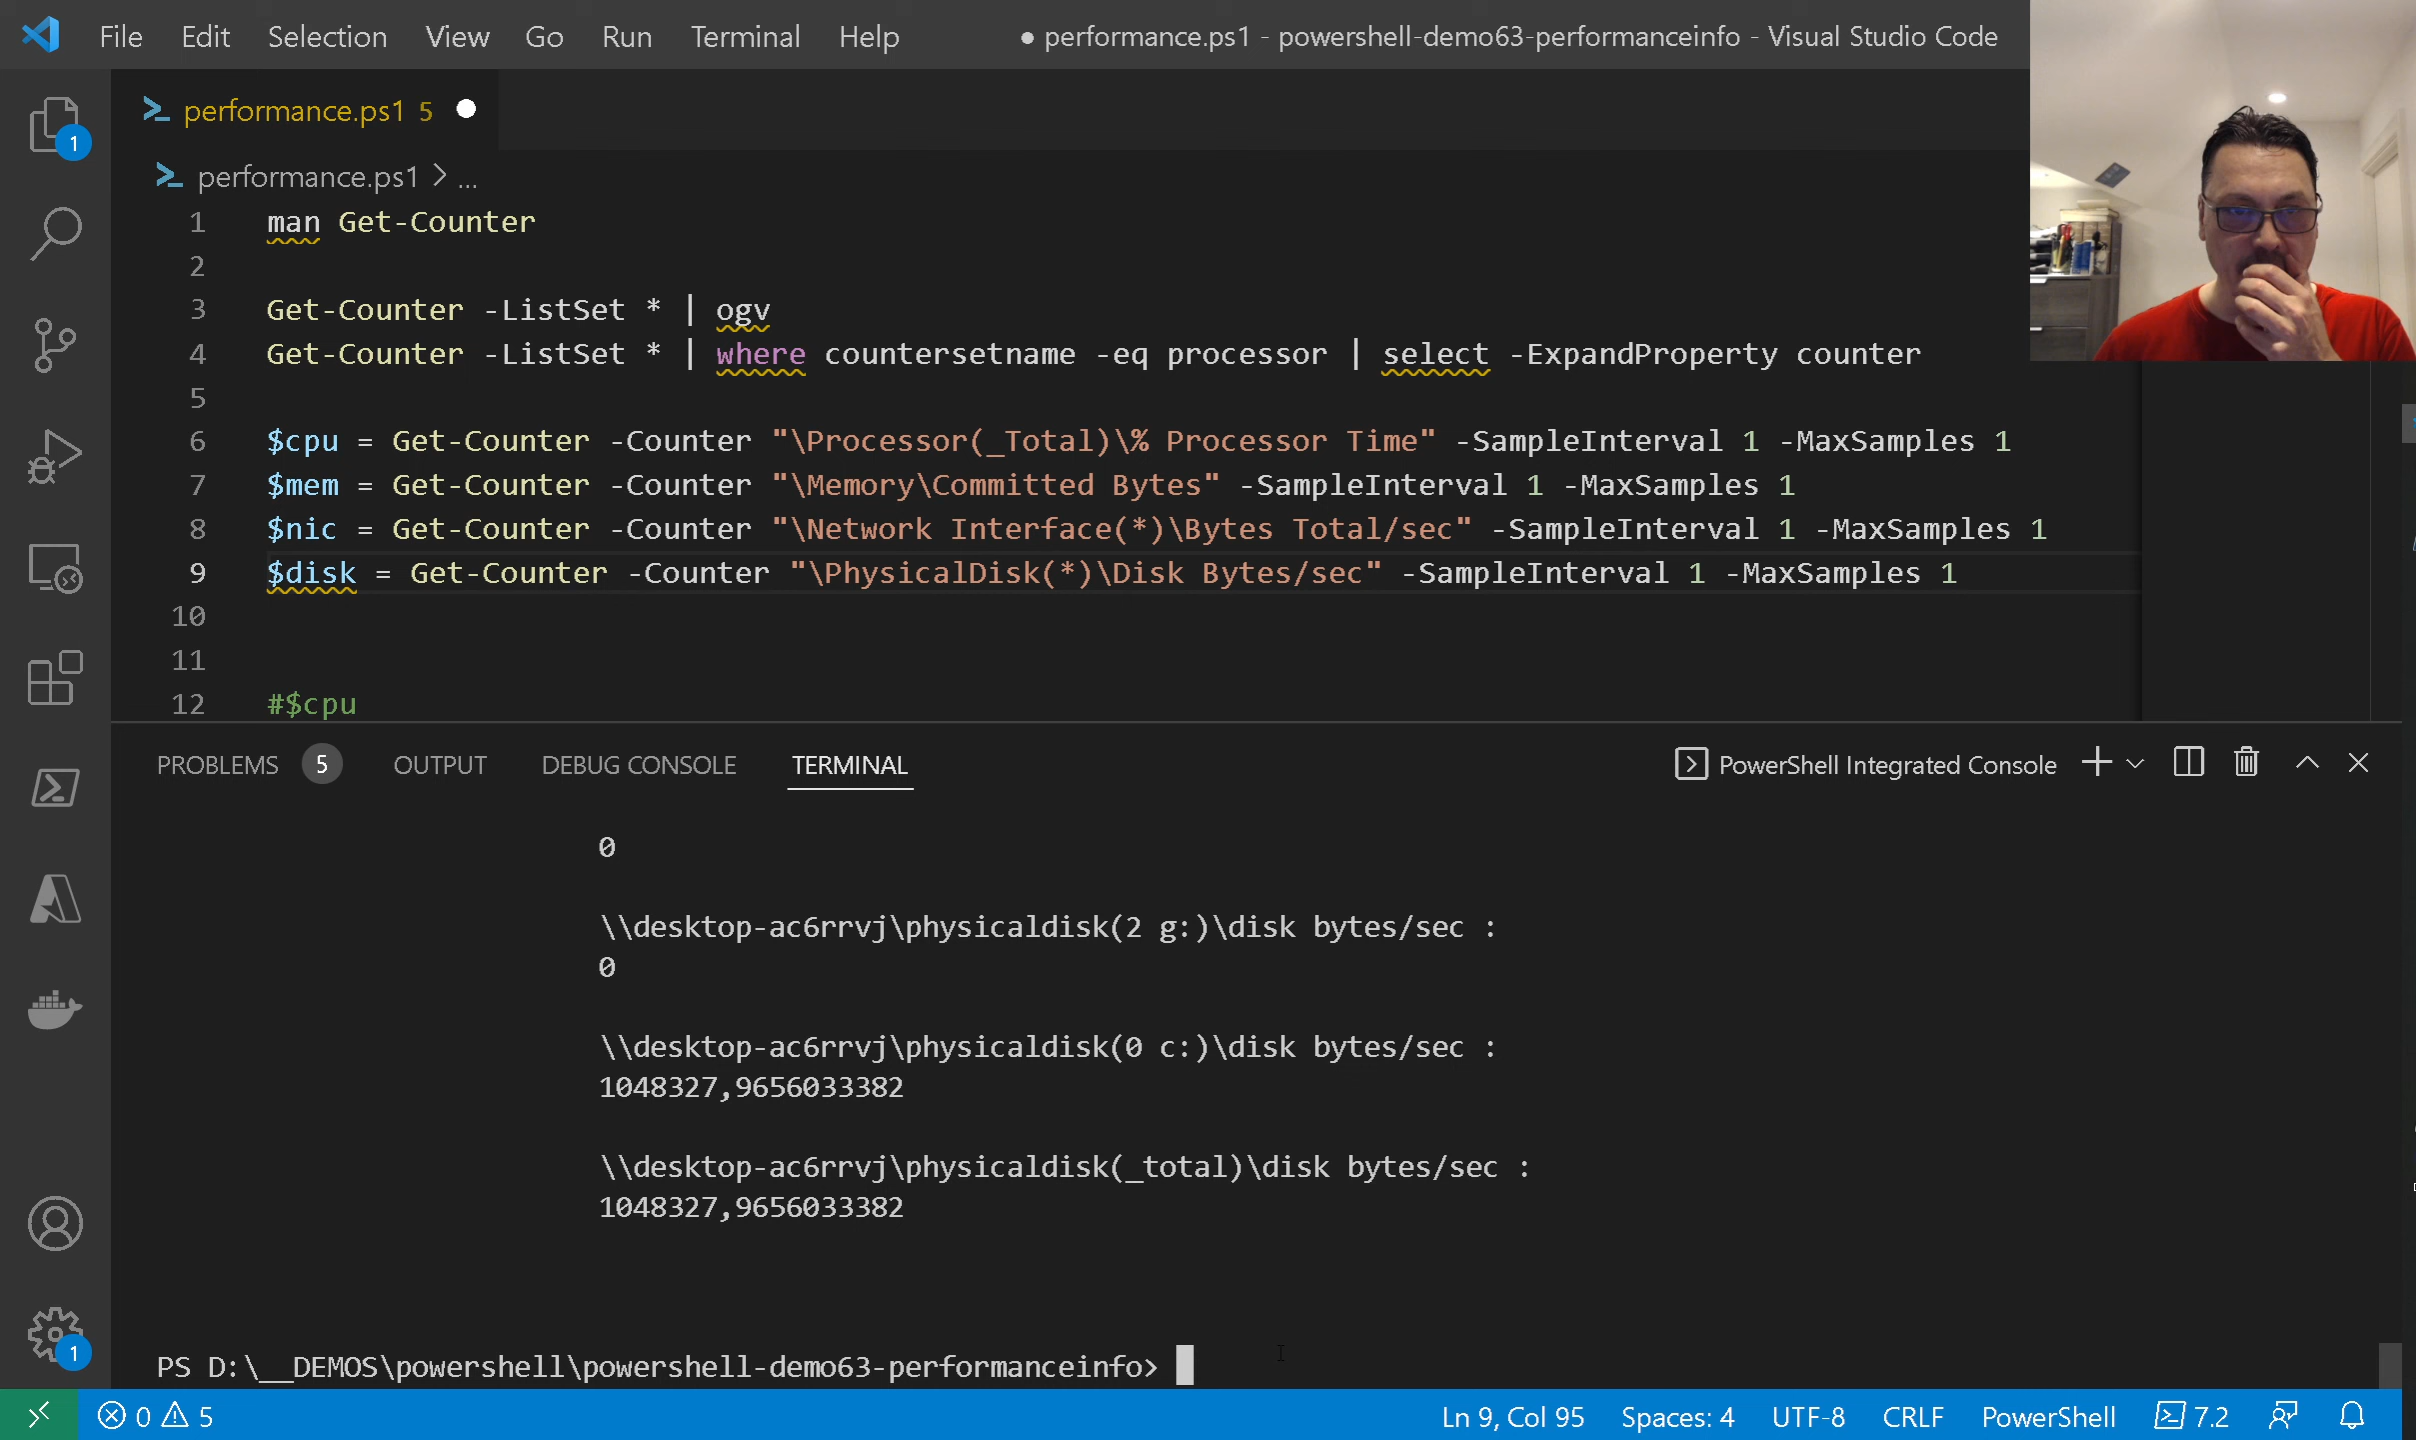 File Edit Selection View Go Run Terminal Help ● performance.ps1 - powershell-demo63-performanceinfo - Visual Studio Code
performance.ps1 5
performance.ps1 > ...
1 man Get-Counter
2
3 Get-Counter -ListSet * | ogv
4 Get-Counter -ListSet * | where countersetname -eq processor | select -ExpandProperty counter
5
6 $cpu = Get-Counter -Counter "\Processor(_Total)\% Processor Time" -SampleInterval 1 -MaxSamples 1
7 $mem = Get-Counter -Counter "\Memory\Committed Bytes" -SampleInterval 1 -MaxSamples 1
8 $nic = Get-Counter -Counter "\Network Interface(*)\Bytes Total/sec" -SampleInterval 1 -MaxSamples 1
9 $disk = Get-Counter -Counter "\PhysicalDisk(*)\Disk Bytes/sec" -SampleInterval 1 -MaxSamples 1
10
11
12 #$cpu
1
PROBLEMS 5 OUTPUT DEBUG CONSOLE TERMINAL PowerShell Integrated Console
0
\\desktop-ac6rrvj\physicaldisk(2 g:)\disk bytes/sec :
0
\\desktop-ac6rrvj\physicaldisk(0 c:)\disk bytes/sec :
1048327,9656033382
\\desktop-ac6rrvj\physicaldisk(_total)\disk bytes/sec :
1048327,9656033382
1
PS D:\__DEMOS\powershell\powershell-demo63-performanceinfo>
0 5 Ln 9, Col 95 Spaces: 4 UTF-8 CRLF PowerShell 7.2